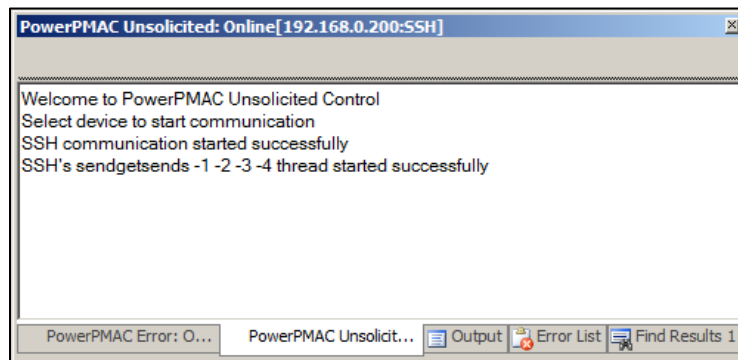 PowerPMAC Unsolicited: Online[192.168.0.200:SSH]
Welcome to PowerPMAC Unsolicited Control
Select device to start communication
SSH communication started successfully
SSH's sendgetsends -1 -2 -3 -4 thread started successfully
PowerPMAC Error: O... PowerPMAC Unsolicit... Output Error List Find Results 1